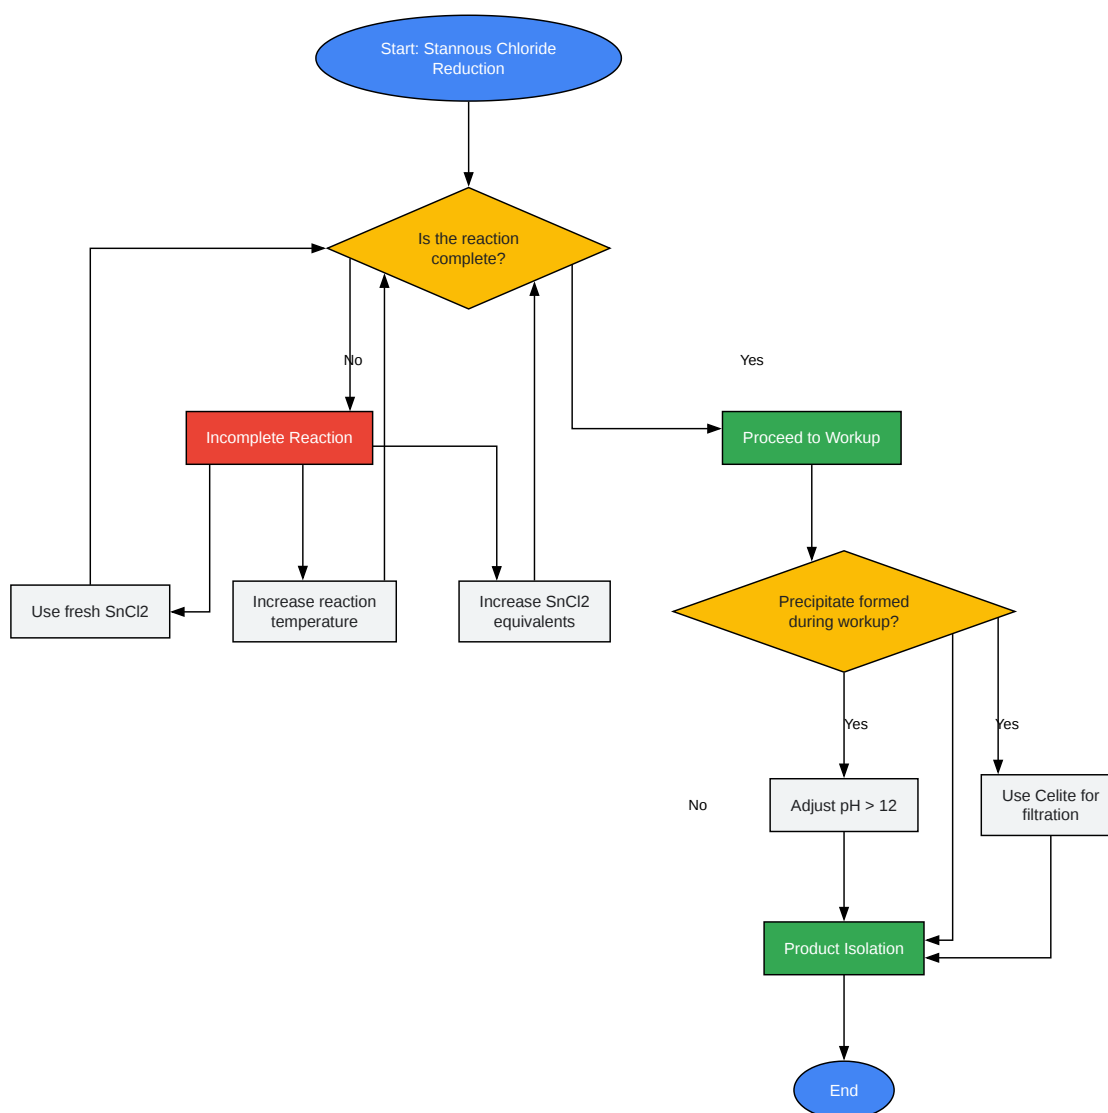 Start: Stannous Chloride
Reduction
Is the reaction
complete?
No
Yes
Incomplete Reaction
Proceed to Workup
Use fresh SnCl2
Increase reaction
temperature
Increase SnCl2
equivalents
Precipitate formed
during workup?
Yes
Yes
No
Adjust pH > 12
Use Celite for
filtration
Product Isolation
End